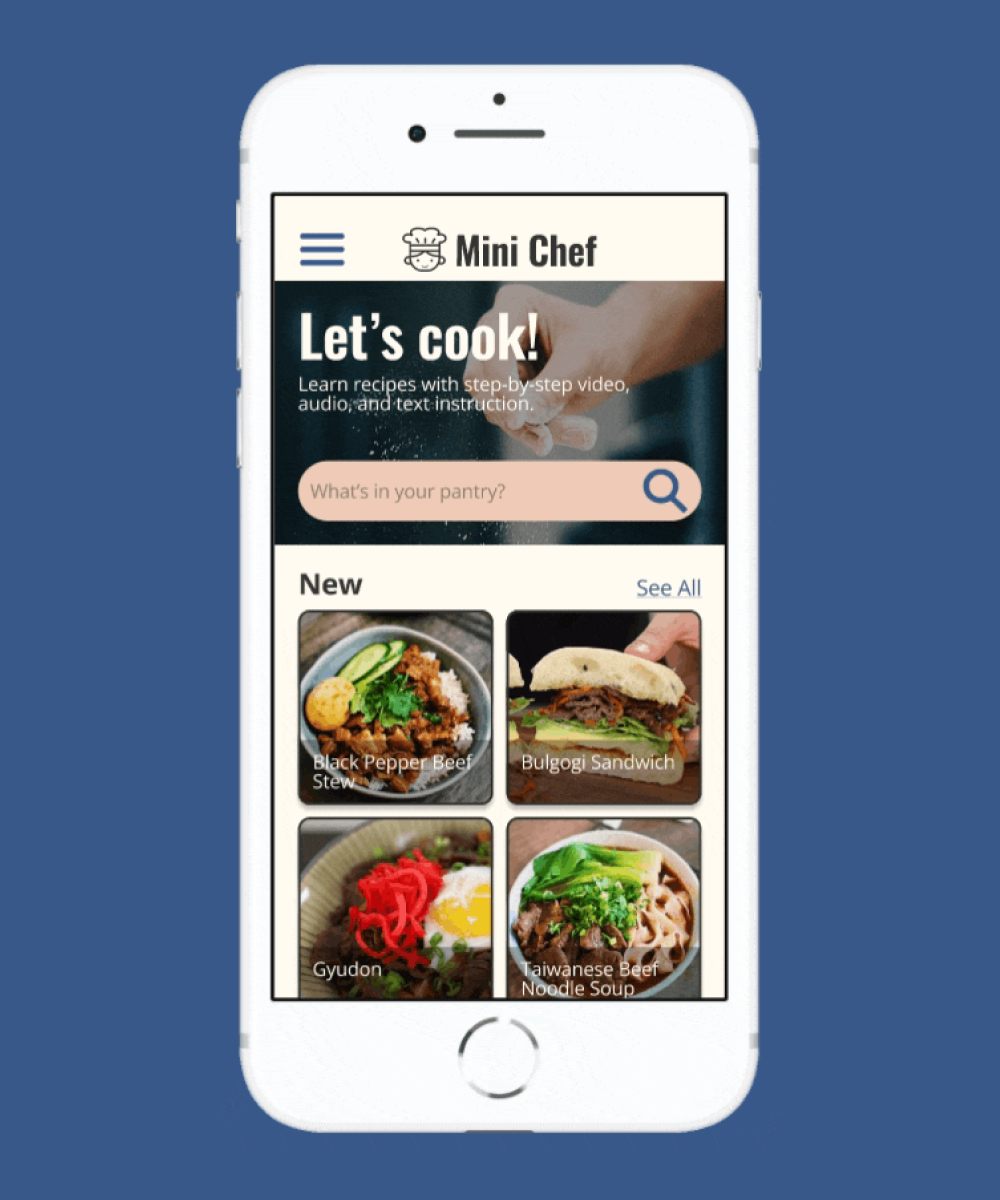 Mini Chef
Let’s cook!
Learn recipes with step-by-step video,
audio, and text instruction.
What's in your pantry?
New
See All
Black Pepper Beef
Stew
Bulgogi Sandwich
Gyudon
Taiwanese Beef
Noodle Soup